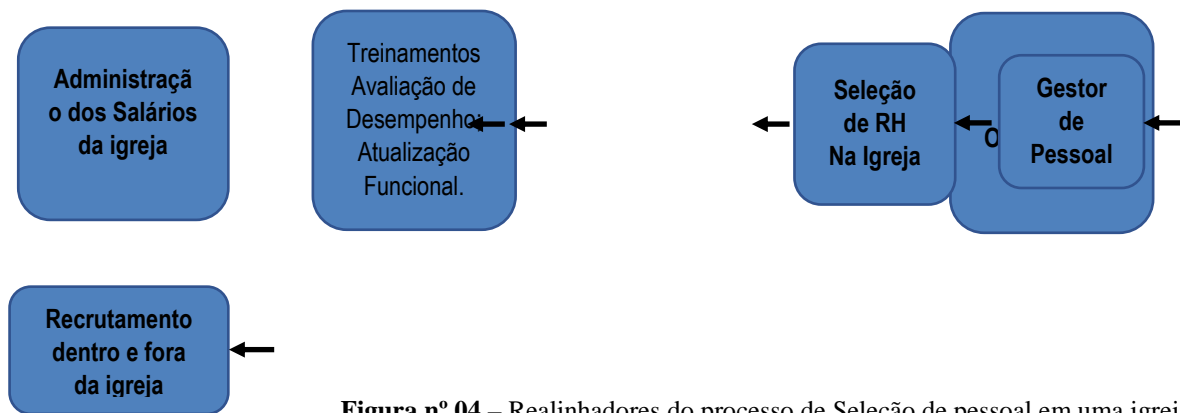 Administraçã
o dos Salários
da igreja
Treinamentos
Avaliação de
Desempenho;
Atualização
Funcional.
Seleção
de RH
Na Igreja
O
Gestor
de
Pessoal
Recrutamento
dentro e fora
da igreja
Figura nº 04 – Realinhadores do processo de Seleção de pessoal em uma igrej